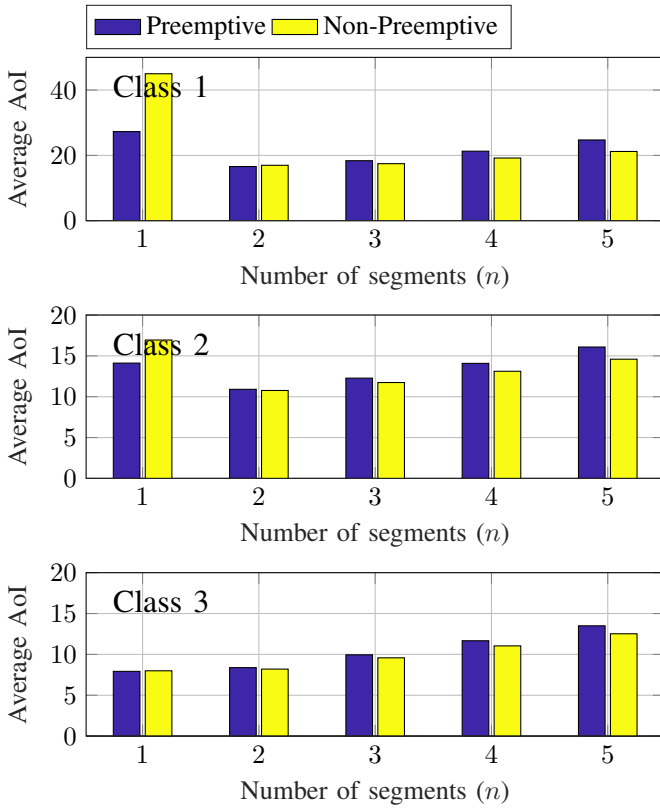 Preemptive Non-Preemptive
Class 1
Average AoI
40
20
0
1 2 3 4 5
Number of segments (n)
Class 2
Average AoI
20
15
10
5
0
1 2 3 4 5
Number of segments (n)
Class 3
Average AoI
20
15
10
5
0
1 2 3 4 5
Number of segments (n)